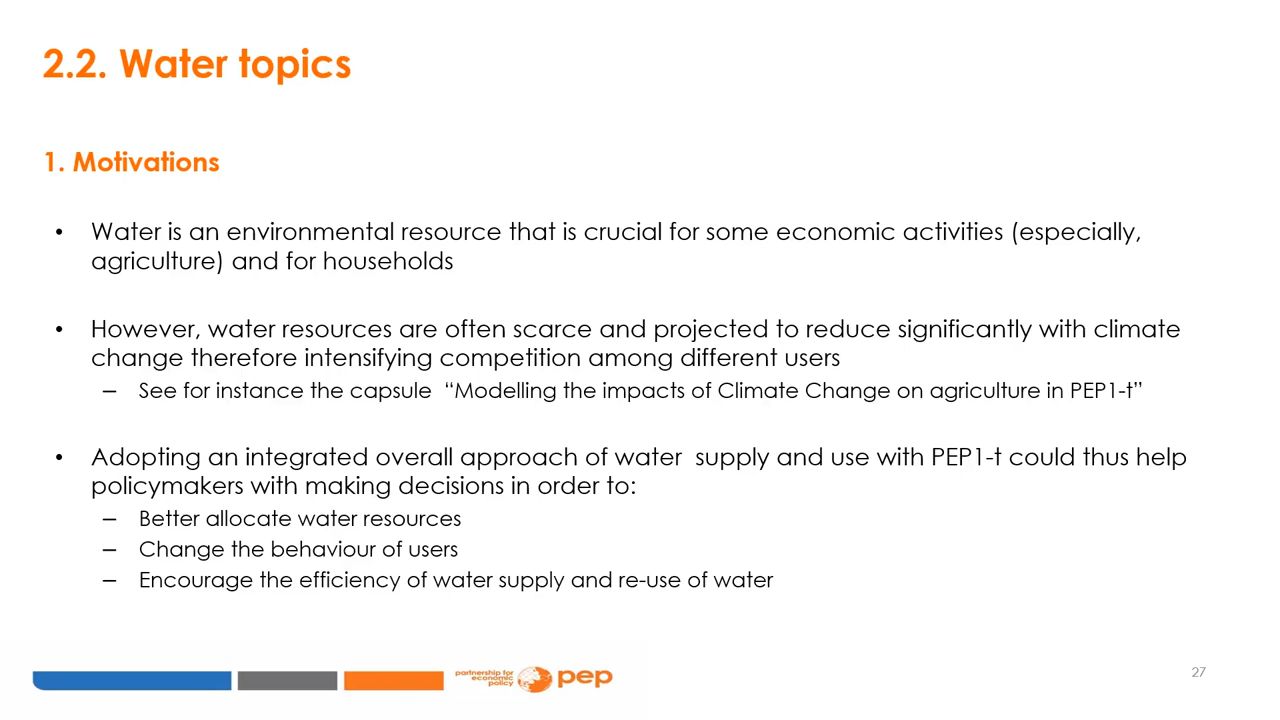 2.2. Water topics
1. Motivations
• Water is an environmental resource that is crucial for some economic activities (especially,
agriculture) and for households
• However, water resources are often scarce and projected to reduce significantly with climate
change therefore intensifying competition among different users
– See for instance the capsule “Modelling the impacts of Climate Change on agriculture in PEP1-t”
• Adopting an integrated overall approach of water supply and use with PEP1-t could thus help
policymakers with making decisions in order to:
– Better allocate water resources
– Change the behaviour of users
– Encourage the efficiency of water supply and re-use of water
partnership for
economic
policy
pep
27